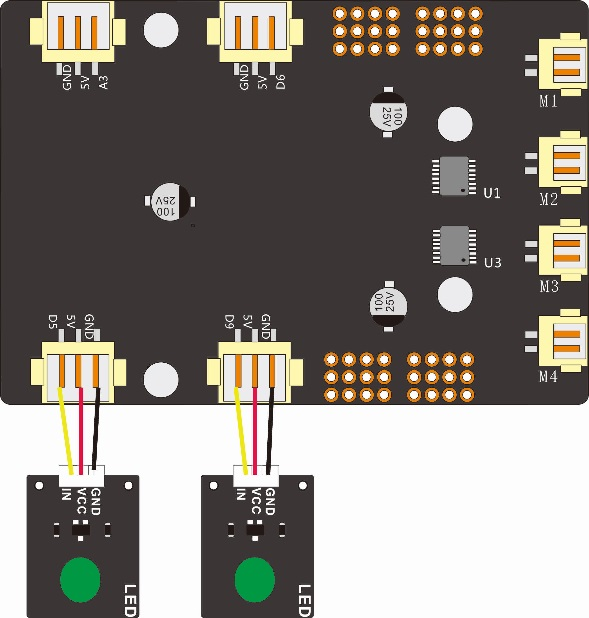 GND
5V
A3
GND
5V
D6
M1
100
25V
U1
M2
100
25V
U3
M3
100
25V
M4
D5
5V
GND
D9
5V
GND
IN
VCC
GND
LED
IN
VCC
GND
LED